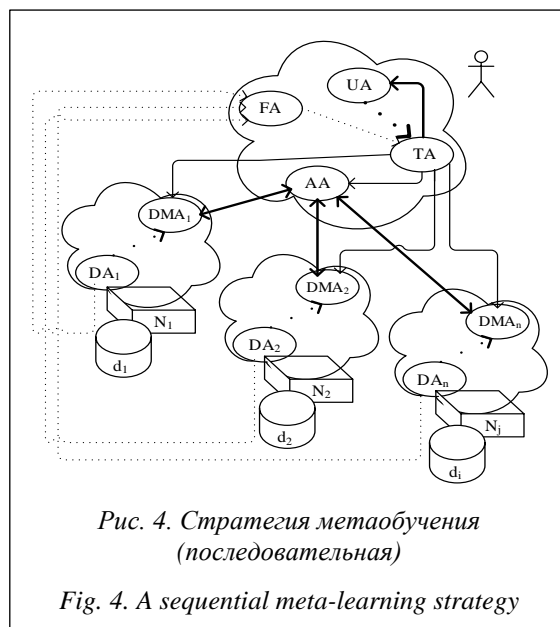 UA
FA
TA
AA
DMA₁
DA₁
N₁
d₁
DMA₂
DA₂
N₂
d₂
DMAₙ
DAₙ
Nⱼ
dᵢ
Рис. 4. Стратегия метаобучения
(последовательная)
Fig. 4. A sequential meta-learning strategy